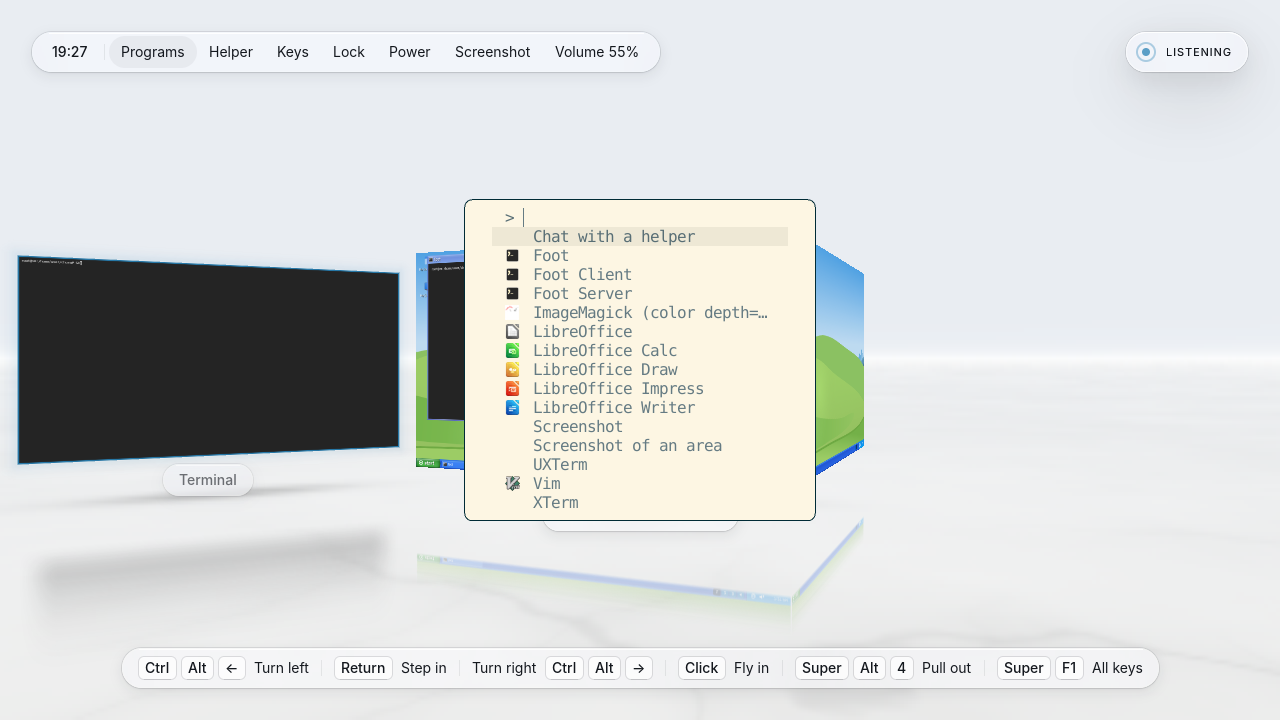 19:27 Programs Helper Keys Lock Power Screenshot Volume 55%
LISTENING
>
Chat with a helper
Foot
Foot Client
Foot Server
ImageMagick (color depth=…
LibreOffice
LibreOffice Calc
LibreOffice Draw
LibreOffice Impress
LibreOffice Writer
Screenshot
Screenshot of an area
UXTerm
Vim
XTerm
Terminal
Ctrl Alt ← Turn left Return Step in Turn right Ctrl Alt → Click Fly in Super Alt 4 Pull out Super F1 All keys